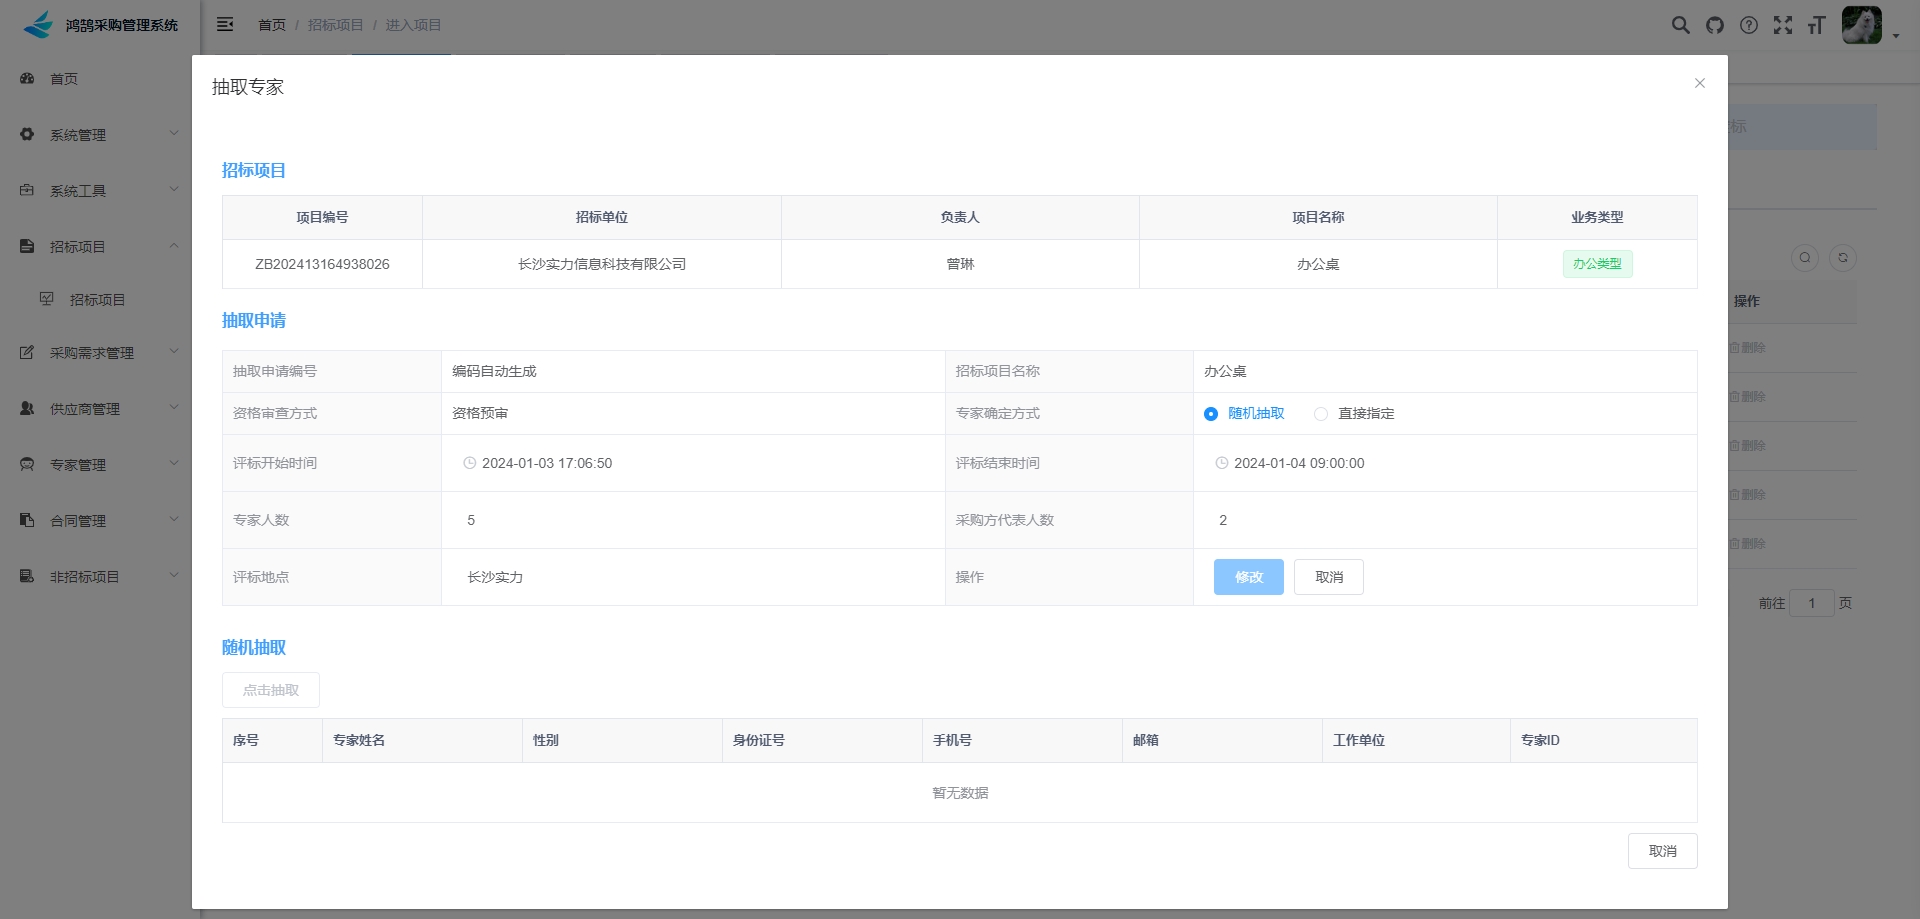 鸿鹄采购管理系统
首页 / 招标项目 / 进入项目
首页
系统管理
系统工具
招标项目
招标项目
采购需求管理
供应商管理
专家管理
合同管理
非招标项目
抽取专家
招标项目
项目编号 招标单位 负责人 项目名称 业务类型
ZB202413164938026 长沙实力信息科技有限公司 曾琳 办公桌 办公类型
抽取申请
抽取申请编号 编码自动生成 招标项目名称 办公桌
资格审查方式 资格预审 专家确定方式 随机抽取 直接指定
评标开始时间 2024-01-03 17:06:50 评标结束时间 2024-01-04 09:00:00
专家人数 5 采购方代表人数 2
评标地点 长沙实力 操作 修改 取消
随机抽取
点击抽取
序号 专家姓名 性别 身份证号 手机号 邮箱 工作单位 专家ID
暂无数据
取消
标
操作
删除
删除
删除
删除
删除
前往 1 页